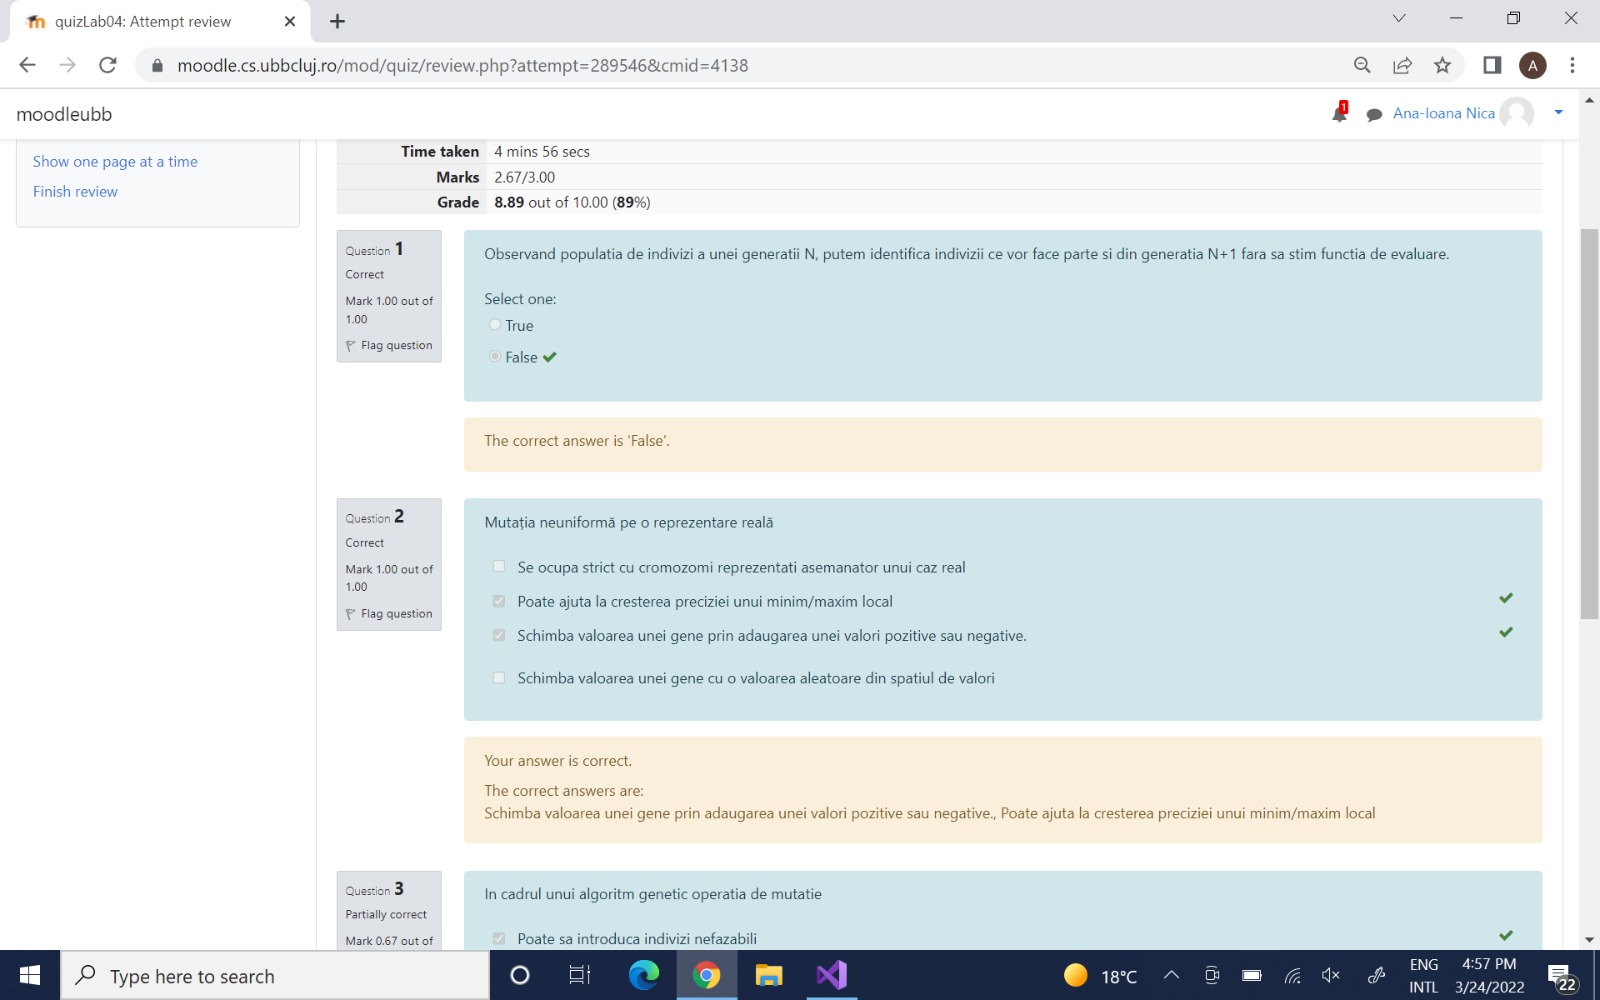 quizLab04: Attempt review
moodle.cs.ubbcluj.ro/mod/quiz/review.php?attempt=289546&cmid=4138
A
moodleubb
1
Ana-Ioana Nica
Show one page at a time
Finish review
Time taken 4 mins 56 secs
Marks 2.67/3.00
Grade 8.89 out of 10.00 (89%)
Question 1
Correct
Mark 1.00 out of
1.00
Flag question
Observand populatia de indivizi a unei generatii N, putem identifica indivizii ce vor face parte si din generatia N+1 fara sa stim functia de evaluare.
Select one:
True
False
The correct answer is 'False'.
Question 2
Correct
Mark 1.00 out of
1.00
Flag question
Mutația neuniformă pe o reprezentare reală
Se ocupa strict cu cromozomi reprezentati asemanator unui caz real
Poate ajuta la cresterea preciziei unui minim/maxim local
Schimba valoarea unei gene prin adaugarea unei valori pozitive sau negative.
Schimba valoarea unei gene cu o valoarea aleatoare din spatiul de valori
Your answer is correct.
The correct answers are:
Schimba valoarea unei gene prin adaugarea unei valori pozitive sau negative., Poate ajuta la cresterea preciziei unui minim/maxim local
Question 3
Partially correct
Mark 0.67 out of
In cadrul unui algoritm genetic operatia de mutatie
Poate sa introduca indivizi nefazabili
Type here to search
18°C
ENG
INTL
4:57 PM
3/24/2022
22